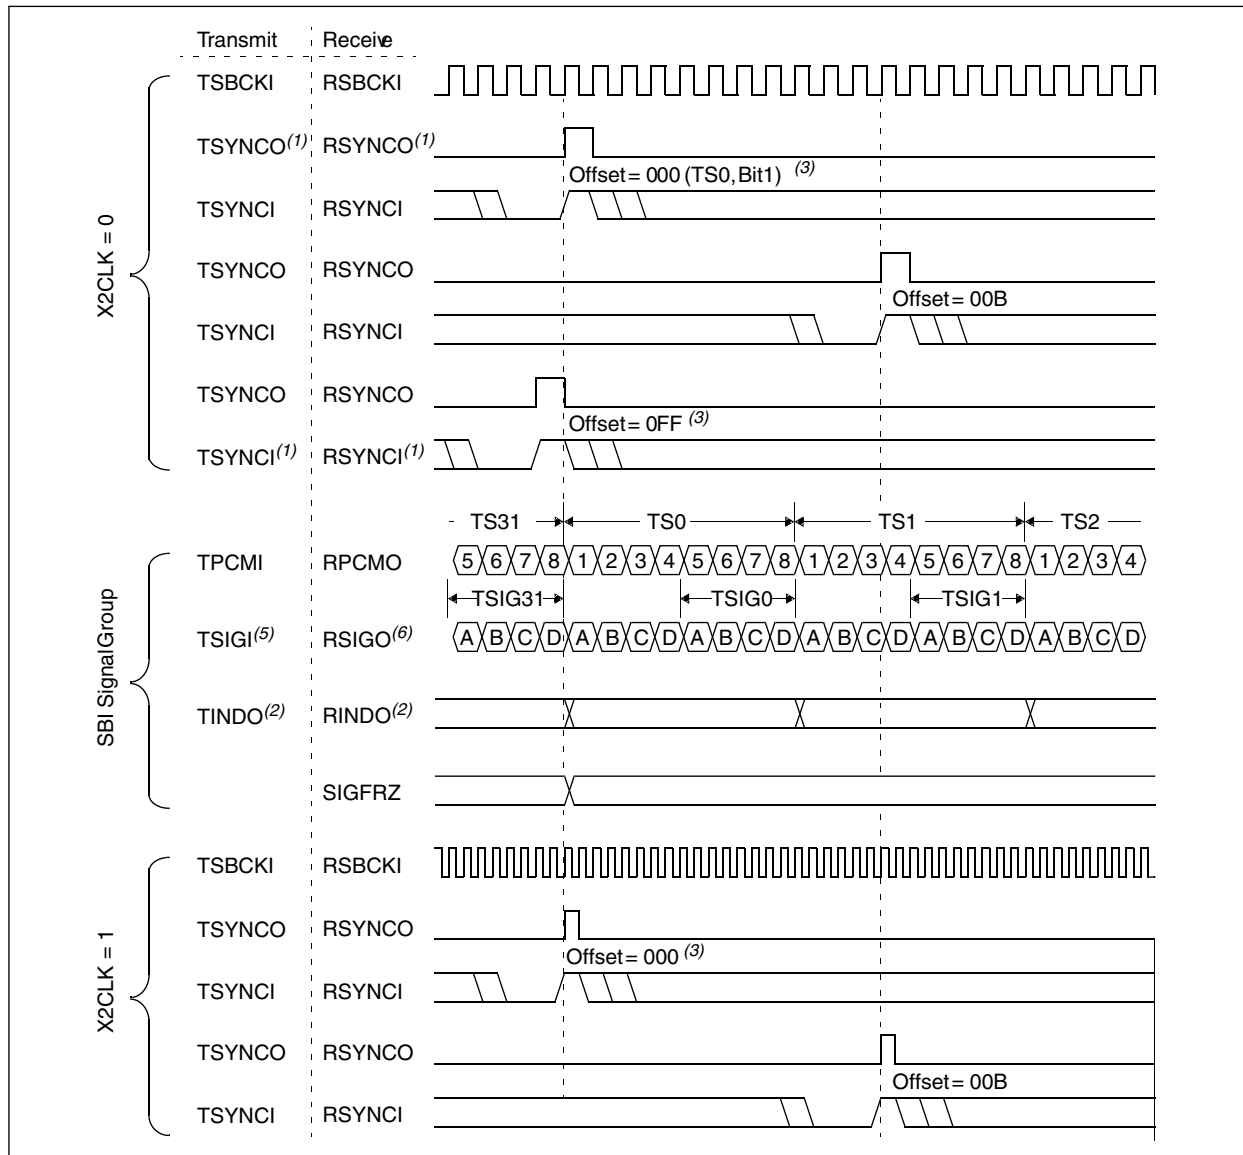 Transmit Receive
TSBCKI RSBCKI
TSYNCO(1) RSYNCO(1)
Offset = 000 (TS0, Bit1) (3)
TSYNCI RSYNCI
X2CLK = 0
TSYNCO RSYNCO
Offset = 00B
TSYNCI RSYNCI
TSYNCO RSYNCO
Offset = 0FF (3)
TSYNCI(1) RSYNCI(1)
TS31 TS0 TS1 TS2
TPCMI RPCMO 5 6 7 8 1 2 3 4 5 6 7 8 1 2 3 4 5 6 7 8 1 2 3 4
TSIG31 TSIG0 TSIG1
TSIGI(5) RSIGO(6) A B C D A B C D A B C D A B C D A B C D A B C D
SBI Signal Group
TINDO(2) RINDO(2)
SIGFRZ
TSBCKI RSBCKI
TSYNCO RSYNCO
Offset = 000 (3)
TSYNCI RSYNCI
X2CLK = 1
TSYNCO RSYNCO
Offset = 00B
TSYNCI RSYNCI